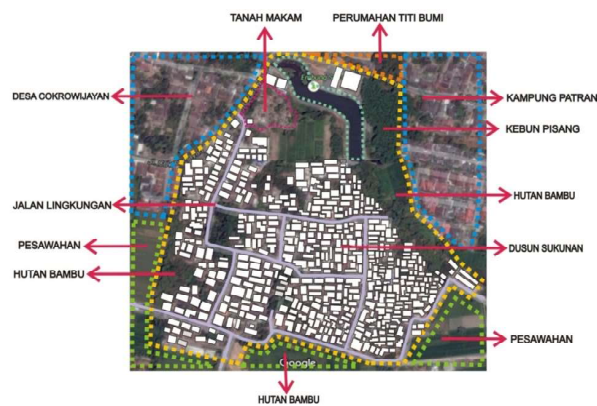 TANAH MAKAM
PERUMAHAN TITI BUMI
DESA COKROWIJAYAN
KAMPUNG PATRAN
KEBUN PISANG
HUTAN BAMBU
JALAN LINGKUNGAN
PESAWAHAN
DUSUN SUKUNAN
HUTAN BAMBU
PESAWAHAN
Google
HUTAN BAMBU